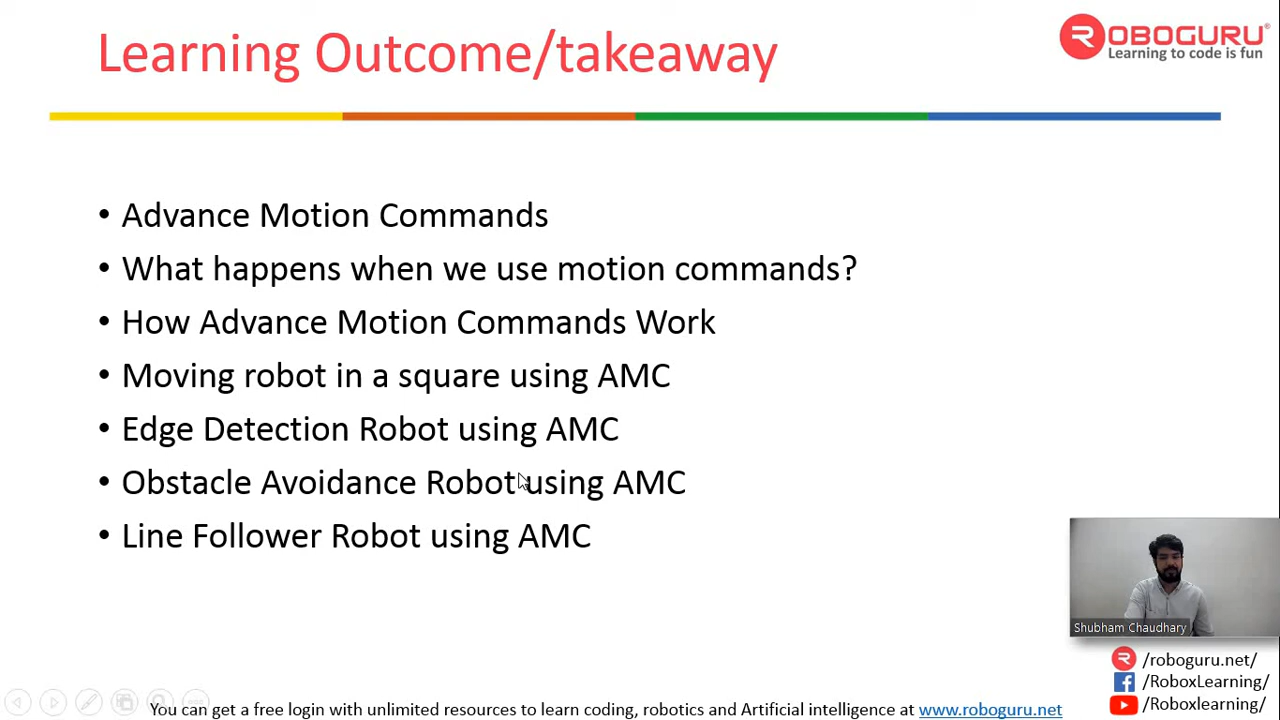 Learning Outcome/takeaway
ROBOGURU®
Learning to code is fun
• Advance Motion Commands
• What happens when we use motion commands?
• How Advance Motion Commands Work
• Moving robot in a square using AMC
• Edge Detection Robot using AMC
• Obstacle Avoidance Robot using AMC
• Line Follower Robot using AMC
Shubham Chaudhary
/roboguru.net/
/RoboxLearning/
/Roboxlearning/
You can get a free login with unlimited resources to learn coding, robotics and Artificial intelligence at www.roboguru.net